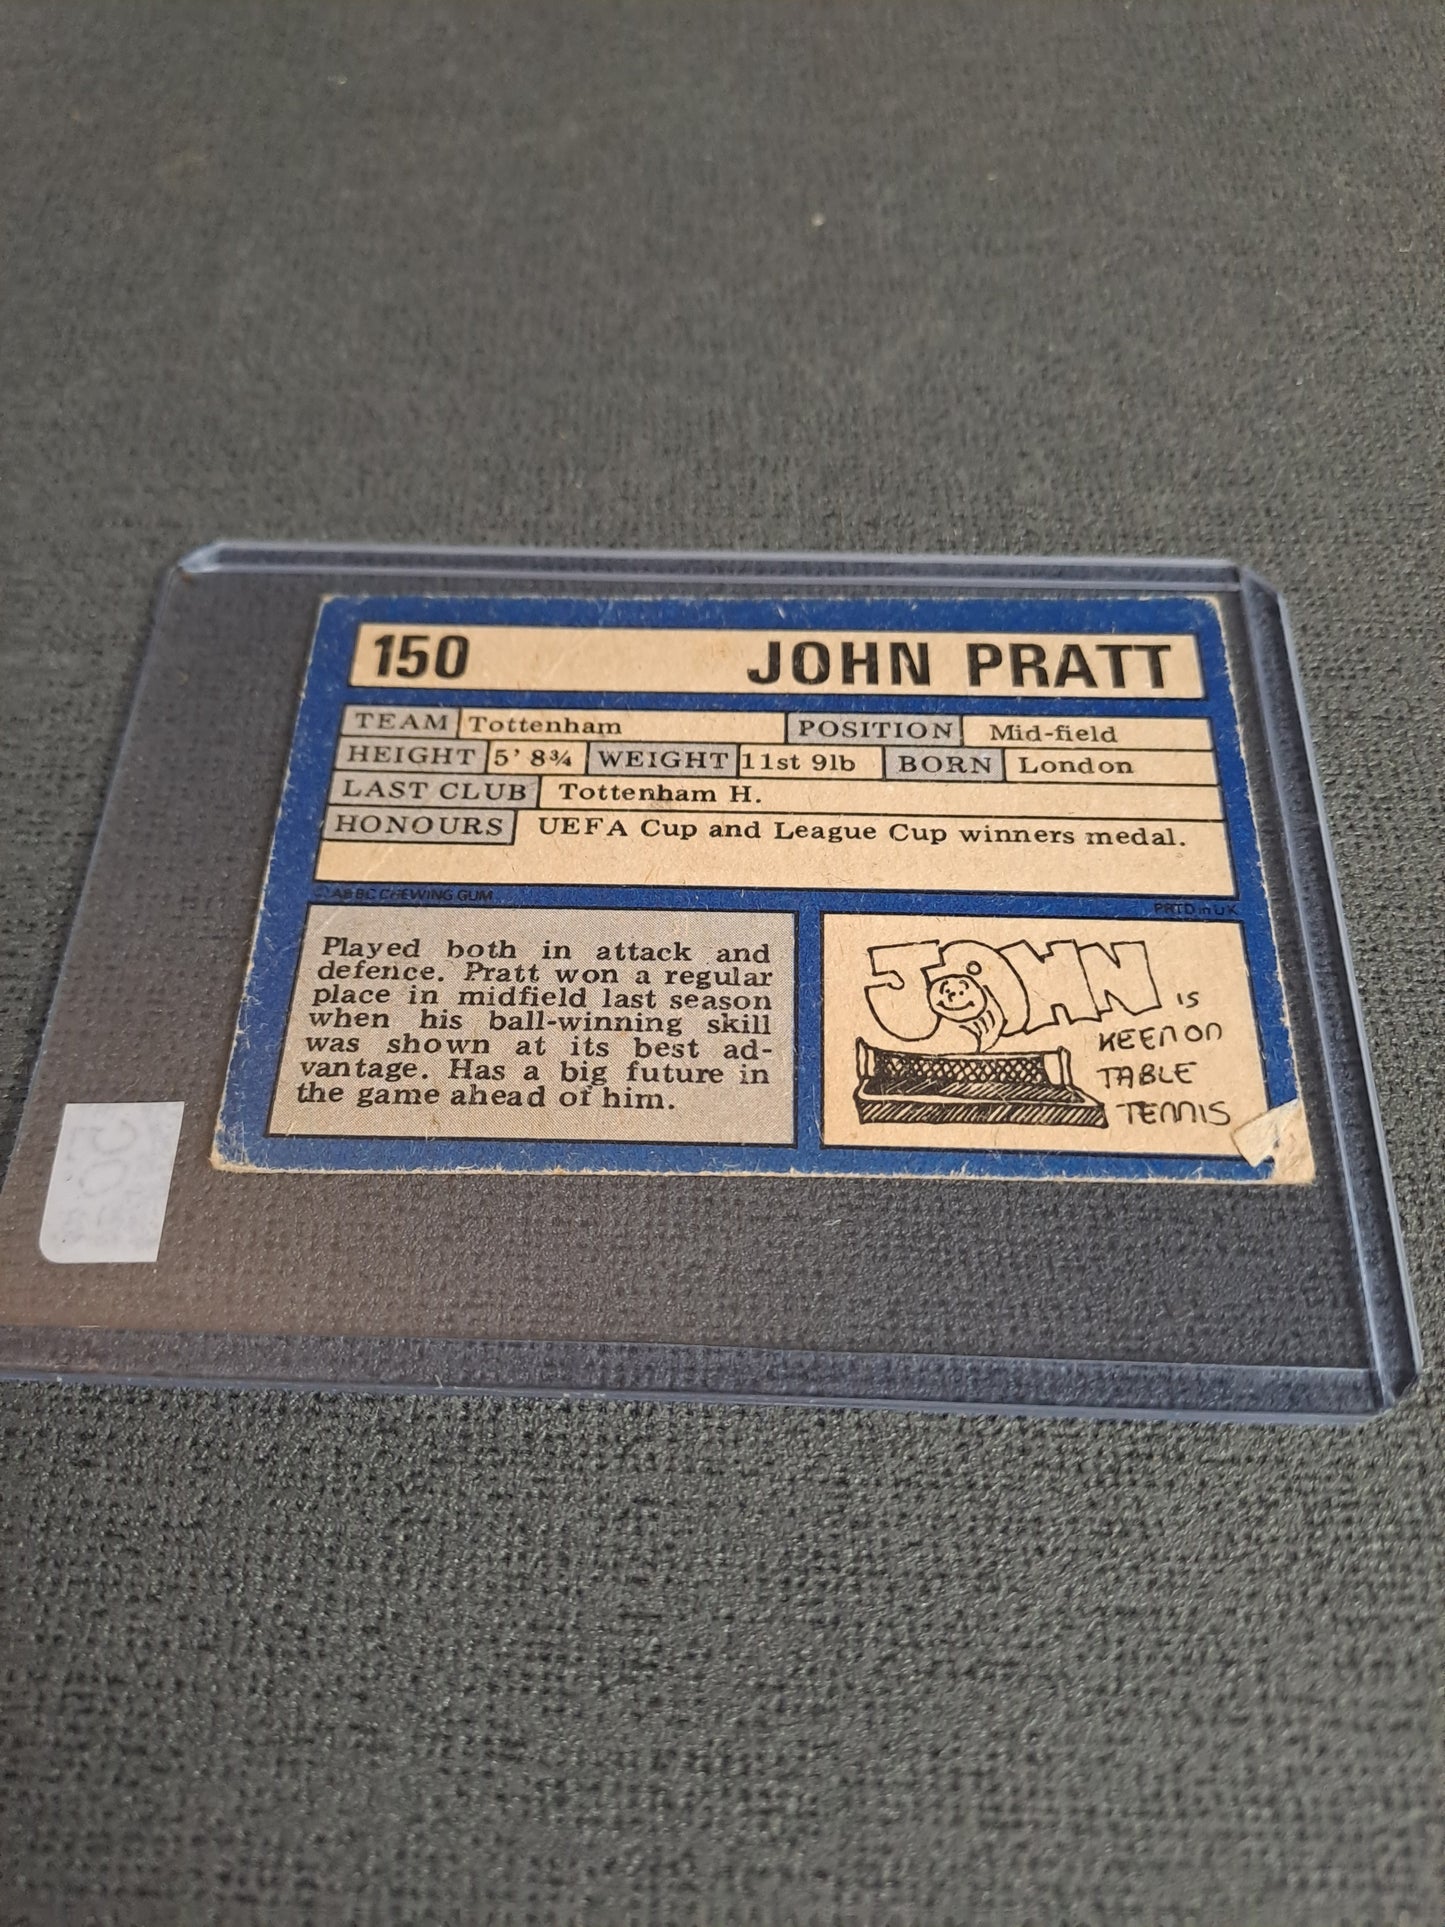 150 JOHN PRATT
TEAM Tottenham POSITION Mid-field
HEIGHT 5' 8¾ WEIGHT 11st 9lb BORN London
LAST CLUB Tottenham H.
HONOURS UEFA Cup and League Cup winners medal.
© A&BC CHEWING GUM PRTD in U K
Played both in attack and
defence. Pratt won a regular
place in midfield last season
when his ball-winning skill
was shown at its best ad-
vantage. Has a big future in
the game ahead of him.
JOHN IS
KEEN ON
TABLE
TENNIS